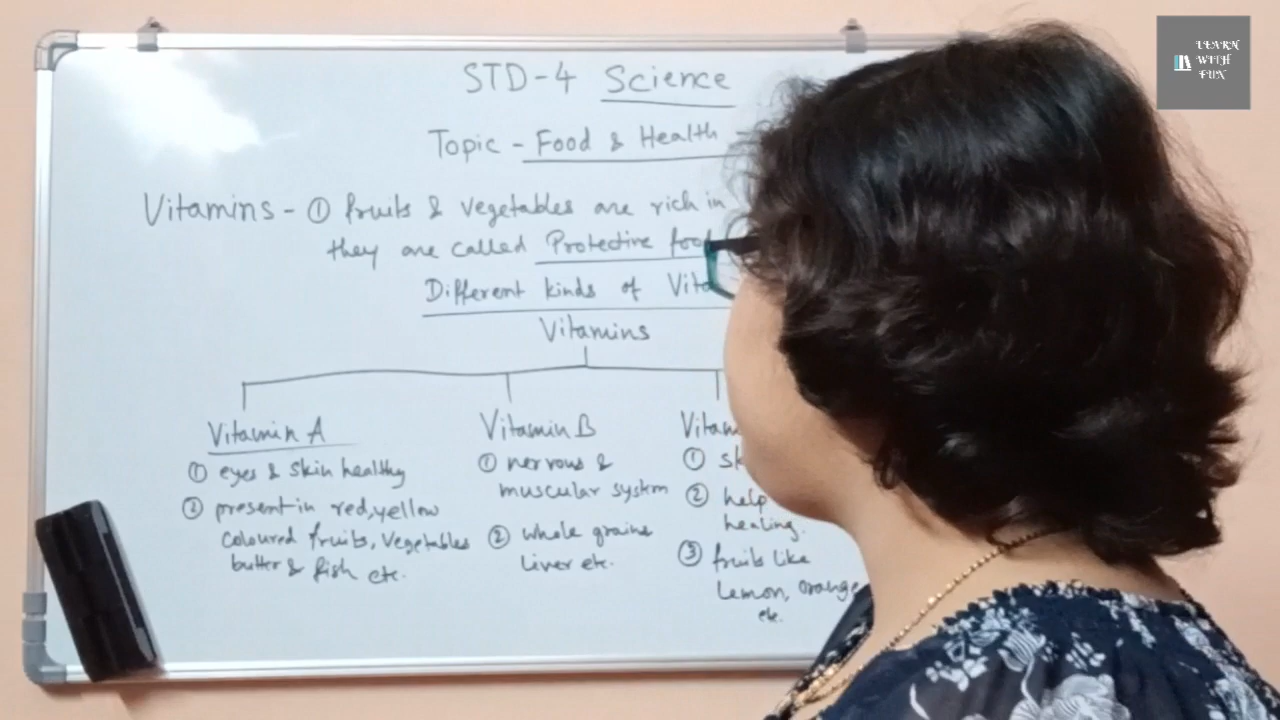 LEARN
WITH
FUN
STD-4 Science
Topic - Food & Health -
Vitamins - ① fruits & vegetables are rich in
they are called Protective food
Different kinds of
Vitamins
Vitamin A
① eyes & skin healthy
② present in red, yellow
coloured fruits, vegetables
butter & fish etc.
Vitamin B
① nervous &
muscular system
② whole grains
Liver etc.
①
② help
healing.
③ fruits like
Lemon, orange
etc.